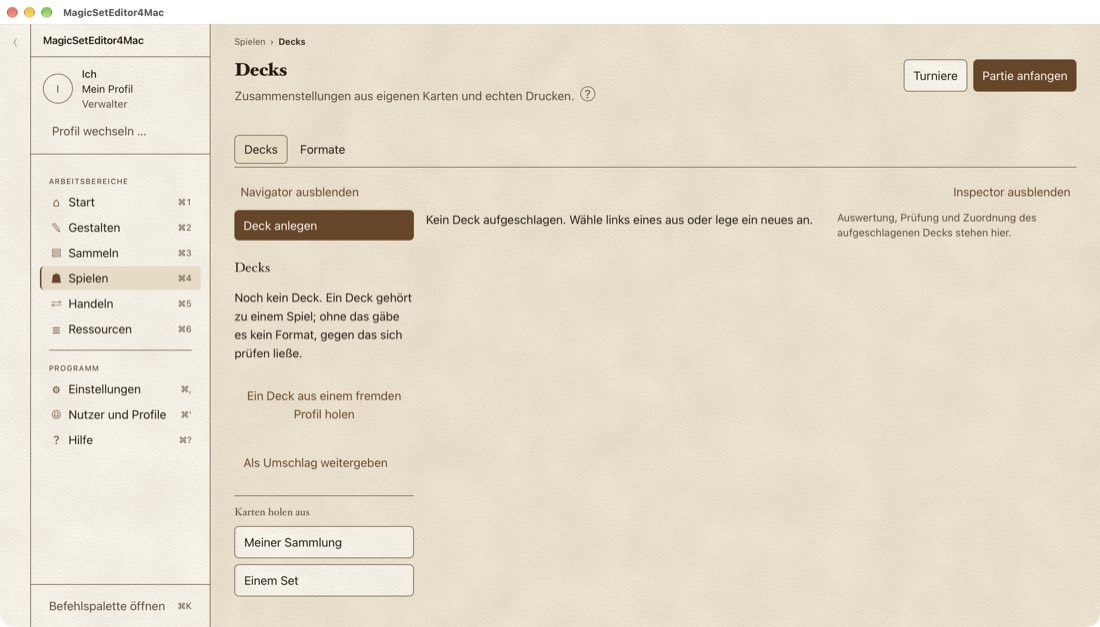 MagicSetEditor4Mac
MagicSetEditor4Mac
I
Ich
Mein Profil
Verwalter
Profil wechseln ...
ARBEITSBEREICHE
Start ⌘1
Gestalten ⌘2
Sammeln ⌘3
Spielen ⌘4
Handeln ⌘5
Ressourcen ⌘6
PROGRAMM
Einstellungen ⌘,
Nutzer und Profile ⌘'
? Hilfe ⌘?
Befehlspalette öffnen ⌘K
Spielen › Decks
Decks
Zusammenstellungen aus eigenen Karten und echten Drucken. ?
Turniere
Partie anfangen
Decks
Formate
Navigator ausblenden
Deck anlegen
Decks
Noch kein Deck. Ein Deck gehört
zu einem Spiel; ohne das gäbe
es kein Format, gegen das sich
prüfen ließe.
Ein Deck aus einem fremden
Profil holen
Als Umschlag weitergeben
Karten holen aus
Meiner Sammlung
Einem Set
Kein Deck aufgeschlagen. Wähle links eines aus oder lege ein neues an.
Inspector ausblenden
Auswertung, Prüfung und Zuordnung des
aufgeschlagenen Decks stehen hier.